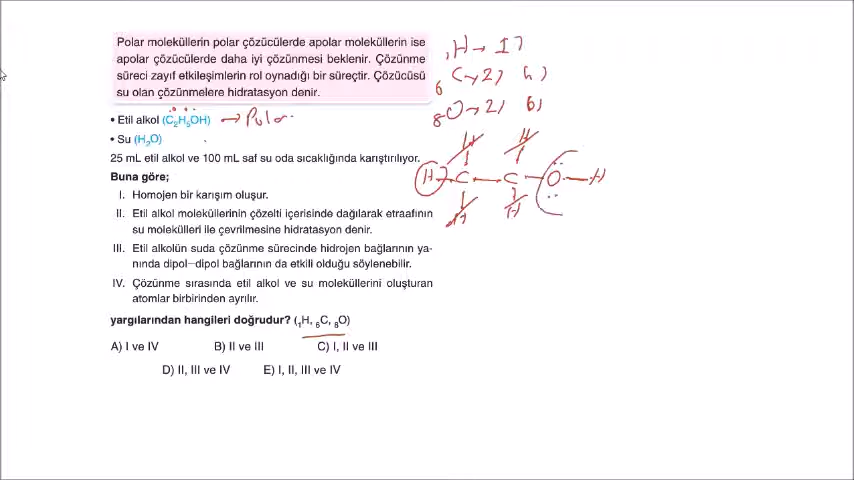 Polar moleküllerin polar çözücülerde apolar moleküllerin ise
apolar çözücülerde daha iyi çözünmesi beklenir. Çözünme
süreci zayıf etkileşimlerin rol oynadığı bir süreçtir. Çözücüsü
su olan çözünmelere hidratasyon denir.
• Etil alkol (C₂H₅OH) → Polar
• Su (H₂O)
25 mL etil alkol ve 100 mL saf su oda sıcaklığında karıştırılıyor.
Buna göre;
I. Homojen bir karışım oluşur.
II. Etil alkol moleküllerinin çözelti içerisinde dağılarak etraafının
su molekülleri ile çevrilmesine hidratasyon denir.
III. Etil alkolün suda çözünme sürecinde hidrojen bağlarının ya-
nında dipol–dipol bağlarının da etkili olduğu söylenebilir.
IV. Çözünme sırasında etil alkol ve su moleküllerini oluşturan
atomlar birbirinden ayrılır.
yargılarından hangileri doğrudur? (₁H, ₆C, ₈O)
A) I ve IV B) II ve III C) I, II ve III
D) II, III ve IV E) I, II, III ve IV
₁H → 1)
₆C → 2) 4)
₈O → 2) 6)
H H
H — C — C — O — H
H H